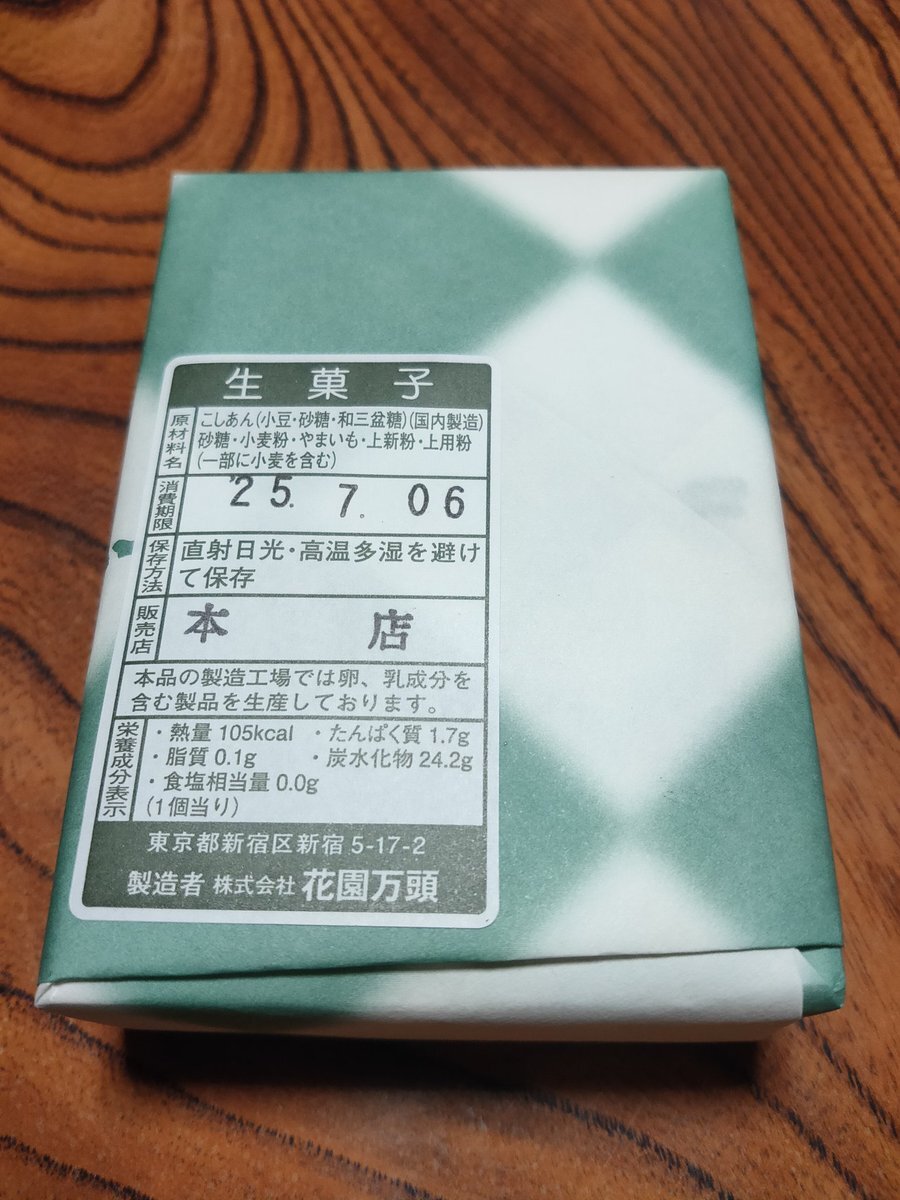 生菓子
原材料名
こしあん(小豆・砂糖・和三盆糖)(国内製造)
砂糖・小麦粉・やまいも・上新粉・上用粉
(一部に小麦を含む)
消費期限
'25. 7. 06
保存方法
直射日光・高温多湿を避け
て保存
販売店
本店
本品の製造工場では卵、乳成分を
含む製品を生産しております。
栄養成分表示
・熱量 105kcal ・たんぱく質 1.7g
・脂質 0.1g ・炭水化物 24.2g
・食塩相当量 0.0g
(1個当り)
東京都新宿区新宿 5-17-2
製造者 株式会社 花園万頭